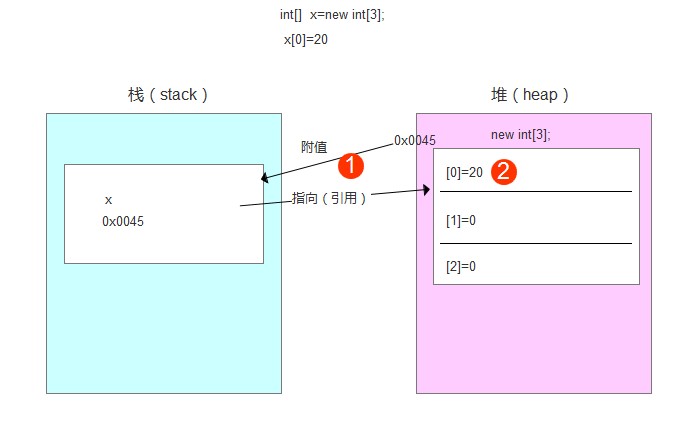 int[] x=new int[3];
x[0]=20
栈 ( stack )
堆 ( heap )
附值
0x0045
new int[3];
1
[0]=20
2
x
指向 ( 引用 )
0x0045
[1]=0
[2]=0